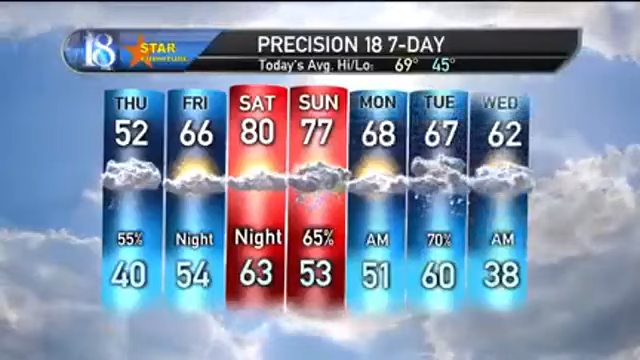 18
STAR
FURNITURE
PRECISION 18 7-DAY
Today's Avg. Hi/Lo: 69° 45°
THU FRI SAT SUN MON TUE WED
52 66 80 77 68 67 62
55% Night Night 65% AM 70% AM
40 54 63 53 51 60 38